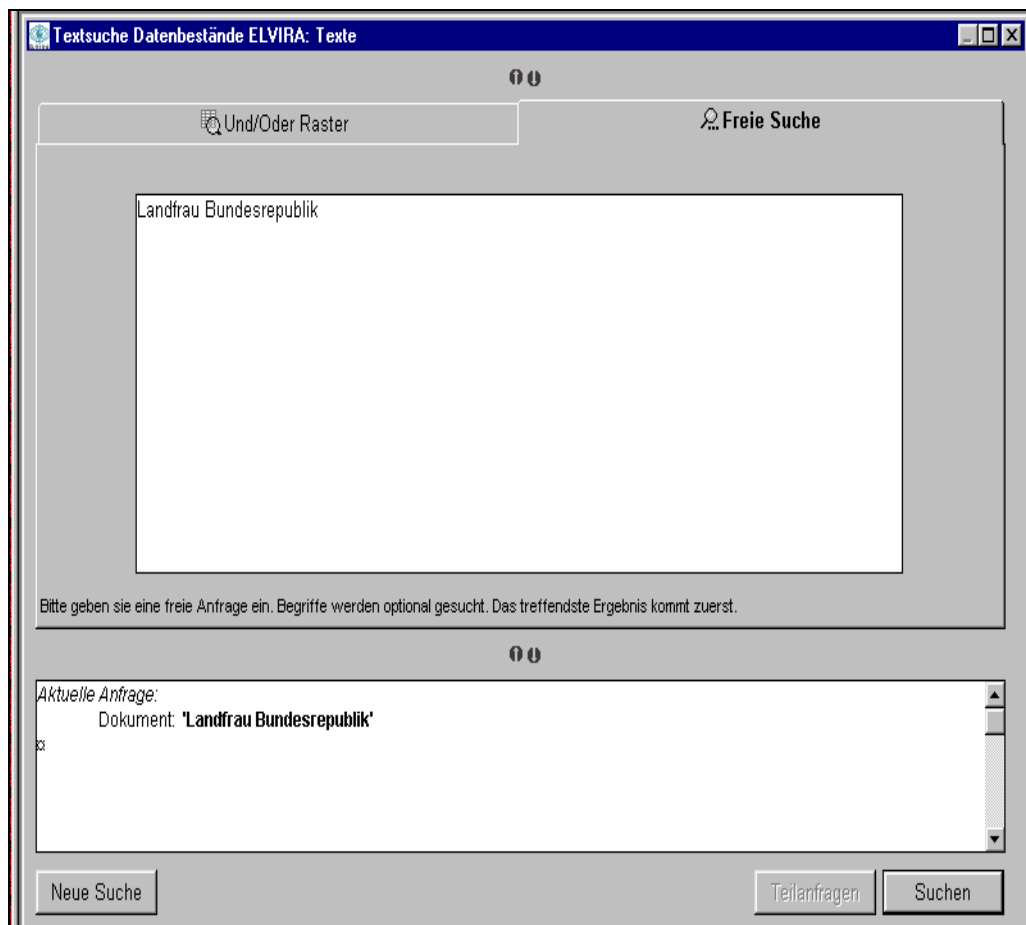 Textsuche Datenbestände ELVIRA: Texte
Und/Oder Raster
Freie Suche
Landfrau Bundesrepublik
Bitte geben sie eine freie Anfrage ein. Begriffe werden optional gesucht. Das treffendste Ergebnis kommt zuerst.
Aktuelle Anfrage:
Dokument: 'Landfrau Bundesrepublik'
¤
Neue Suche
Teilanfragen
Suchen